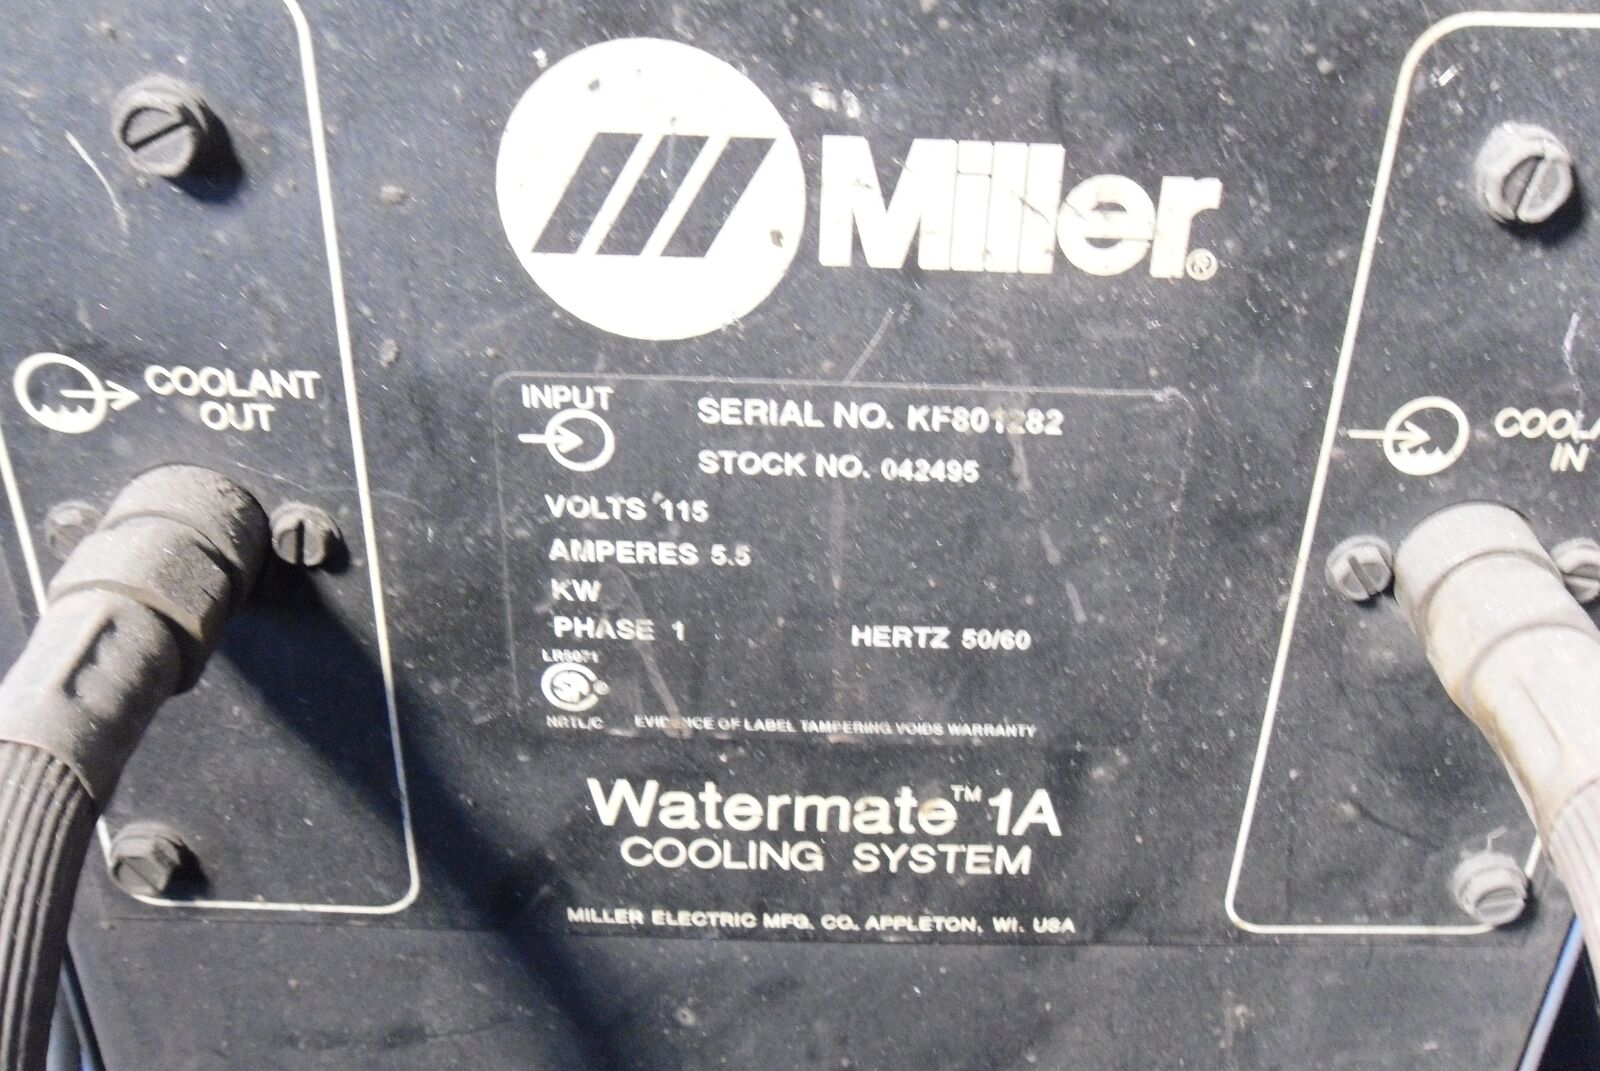 Miller®
COOLANT
OUT
INPUT
SERIAL NO. KF801282
STOCK NO. 042495
VOLTS 115
AMPERES 5.5
KW
PHASE 1 HERTZ 50/60
LR5071
NRTL/C EVIDENCE OF LABEL TAMPERING VOIDS WARRANTY
Watermate™ 1A
COOLING SYSTEM
MILLER ELECTRIC MFG. CO. APPLETON, WI. USA
IN